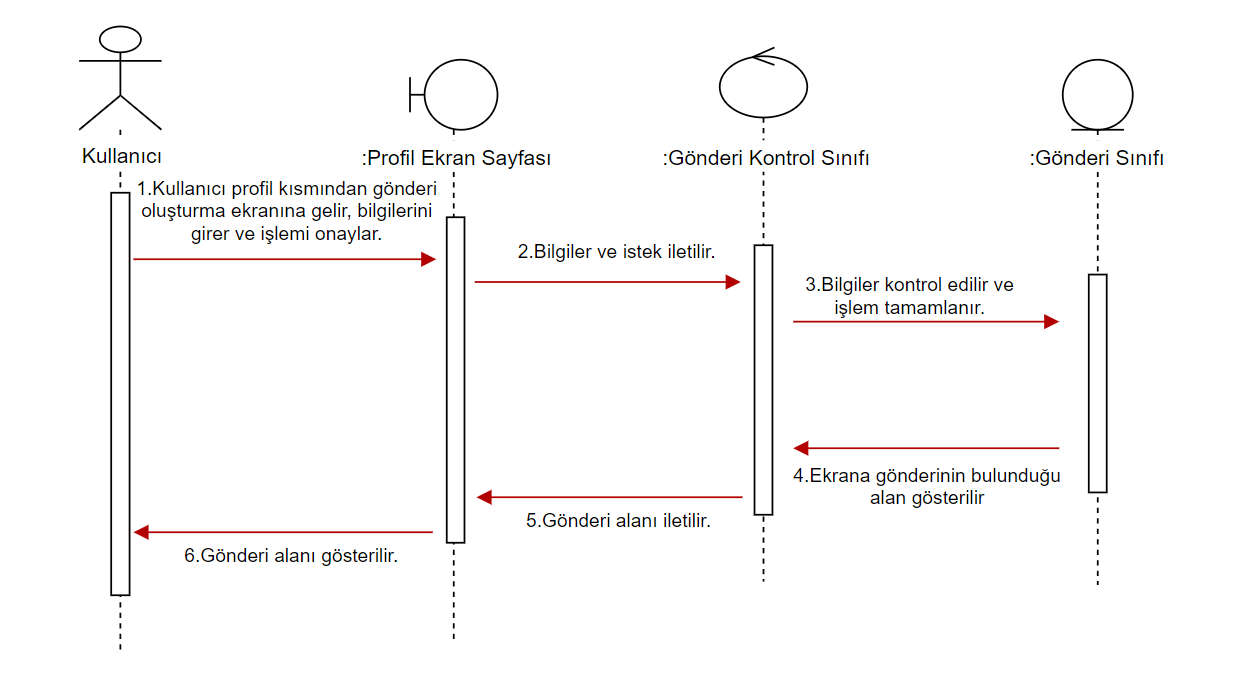 Kullanıcı
:Profil Ekran Sayfası
:Gönderi Kontrol Sınıfı
:Gönderi Sınıfı
1.Kullanıcı profil kısmından gönderi
oluşturma ekranına gelir, bilgilerini
girer ve işlemi onaylar.
2.Bilgiler ve istek iletilir.
3.Bilgiler kontrol edilir ve
işlem tamamlanır.
4.Ekrana gönderinin bulunduğu
alan gösterilir
5.Gönderi alanı iletilir.
6.Gönderi alanı gösterilir.